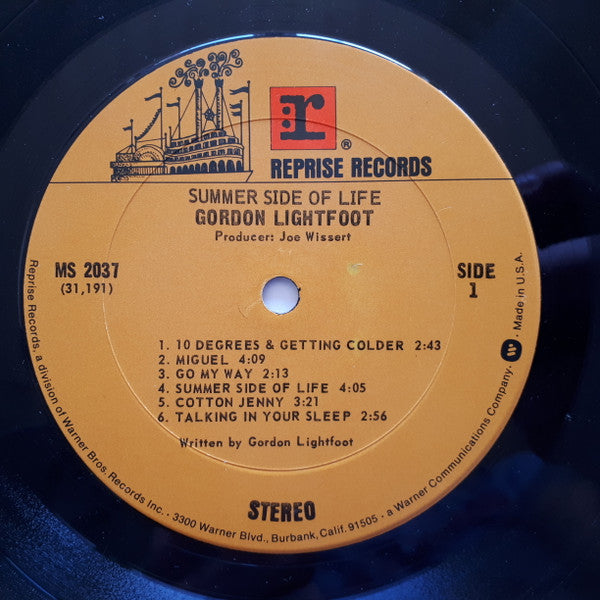 r
®
REPRISE RECORDS
SUMMER SIDE OF LIFE
GORDON LIGHTFOOT
Producer: Joe Wissert
MS 2037
(31,191)
SIDE
1
1. 10 DEGREES & GETTING COLDER 2:43
2. MIGUEL 4:09
3. GO MY WAY 2:13
4. SUMMER SIDE OF LIFE 4:05
5. COTTON JENNY 3:21
6. TALKING IN YOUR SLEEP 2:56
Written by Gordon Lightfoot
STEREO
Reprise Records, a division of Warner Bros. Records Inc. · 3300 Warner Blvd., Burbank, Calif. 91505 · a Warner Communications Company · W · Made in U.S.A.